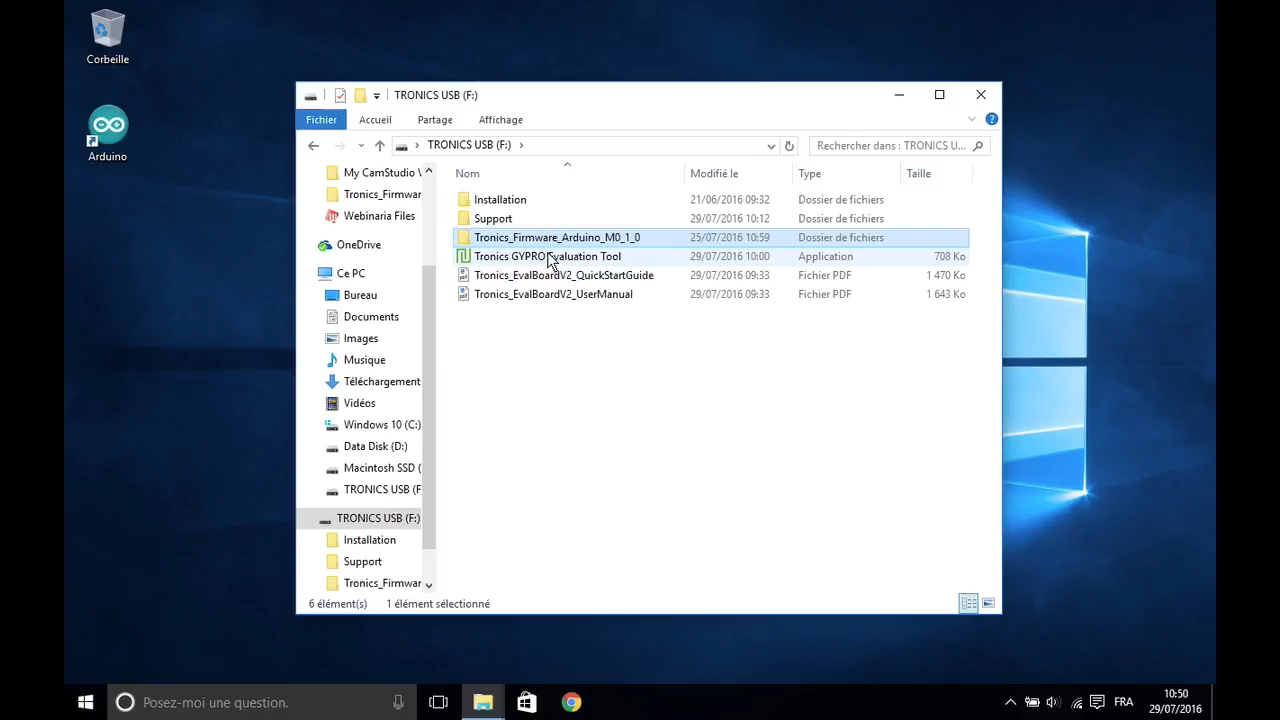 Corbeille
Arduino
TRONICS USB (F:)
Fichier Accueil Partage Affichage
TRONICS USB (F:) Rechercher dans : TRONICS U...
Nom Modifié le Type Taille
Installation 21/06/2016 09:32 Dossier de fichiers
Support 29/07/2016 10:12 Dossier de fichiers
Tronics_Firmware_Arduino_M0_1_0 25/07/2016 10:59 Dossier de fichiers
Tronics GYPRO Evaluation Tool 29/07/2016 10:00 Application 708 Ko
Tronics_EvalBoardV2_QuickStartGuide 29/07/2016 09:33 Fichier PDF 1 470 Ko
Tronics_EvalBoardV2_UserManual 29/07/2016 09:33 Fichier PDF 1 643 Ko
My CamStudio V
Tronics_Firmwar
Webinaria Files
OneDrive
Ce PC
Bureau
Documents
Images
Musique
Téléchargement
Vidéos
Windows 10 (C:)
Data Disk (D:)
Macintosh SSD (
TRONICS USB (F
TRONICS USB (F:)
Installation
Support
Tronics_Firmwar
6 élément(s) 1 élément sélectionné
Posez-moi une question.
FRA
10:50
29/07/2016